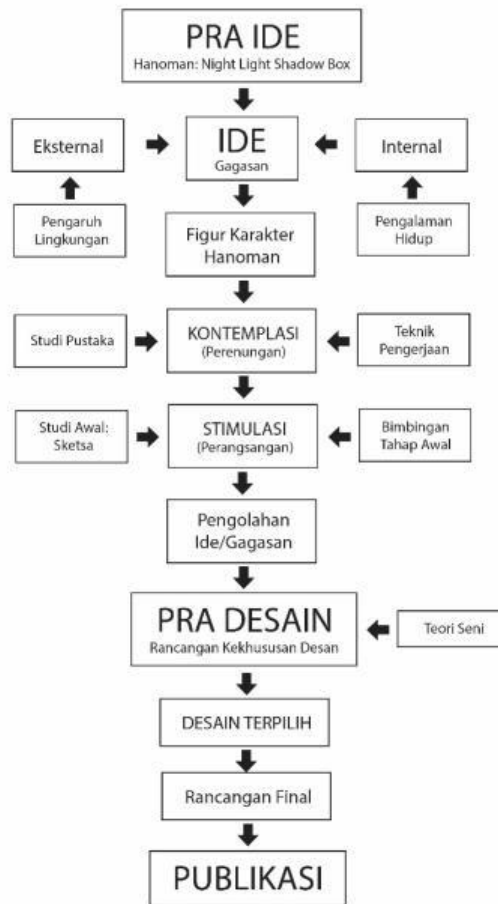 PRA IDE
Hanoman: Night Light Shadow Box
Eksternal
IDE
Gagasan
Internal
Pengaruh
Lingkungan
Figur Karakter
Hanoman
Pengalaman
Hidup
Studi Pustaka
KONTEMPLASI
(Perenungan)
Teknik
Pengerjaan
Studi Awal:
Sketsa
STIMULASI
(Perangsangan)
Bimbingan
Tahap Awal
Pengolahan
Ide/Gagasan
PRA DESAIN
Rancangan Kekhususan Desan
Teori Seni
DESAIN TERPILIH
Rancangan Final
PUBLIKASI